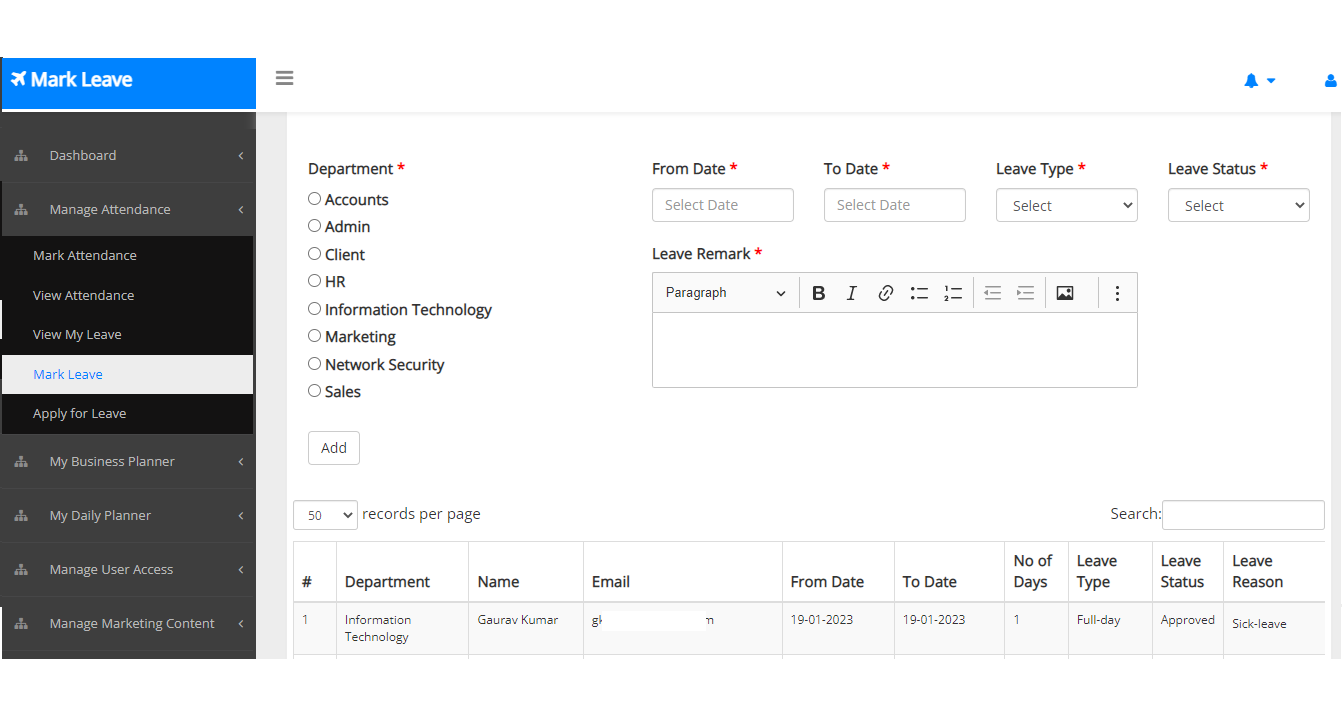 Mark Leave
Dashboard
Manage Attendance
Mark Attendance
View Attendance
View My Leave
Mark Leave
Apply for Leave
My Business Planner
My Daily Planner
Manage User Access
Manage Marketing Content
Department *
Accounts
Admin
Client
HR
Information Technology
Marketing
Network Security
Sales
From Date * To Date * Leave Type * Leave Status *
Select Date Select Date Select Select
Leave Remark *
Paragraph B I
Add
50 records per page Search:
# Department Name Email From Date To Date No of Days Leave Type Leave Status Leave Reason
1 Information Technology Gaurav Kumar 19-01-2023 19-01-2023 1 Full-day Approved Sick-leave